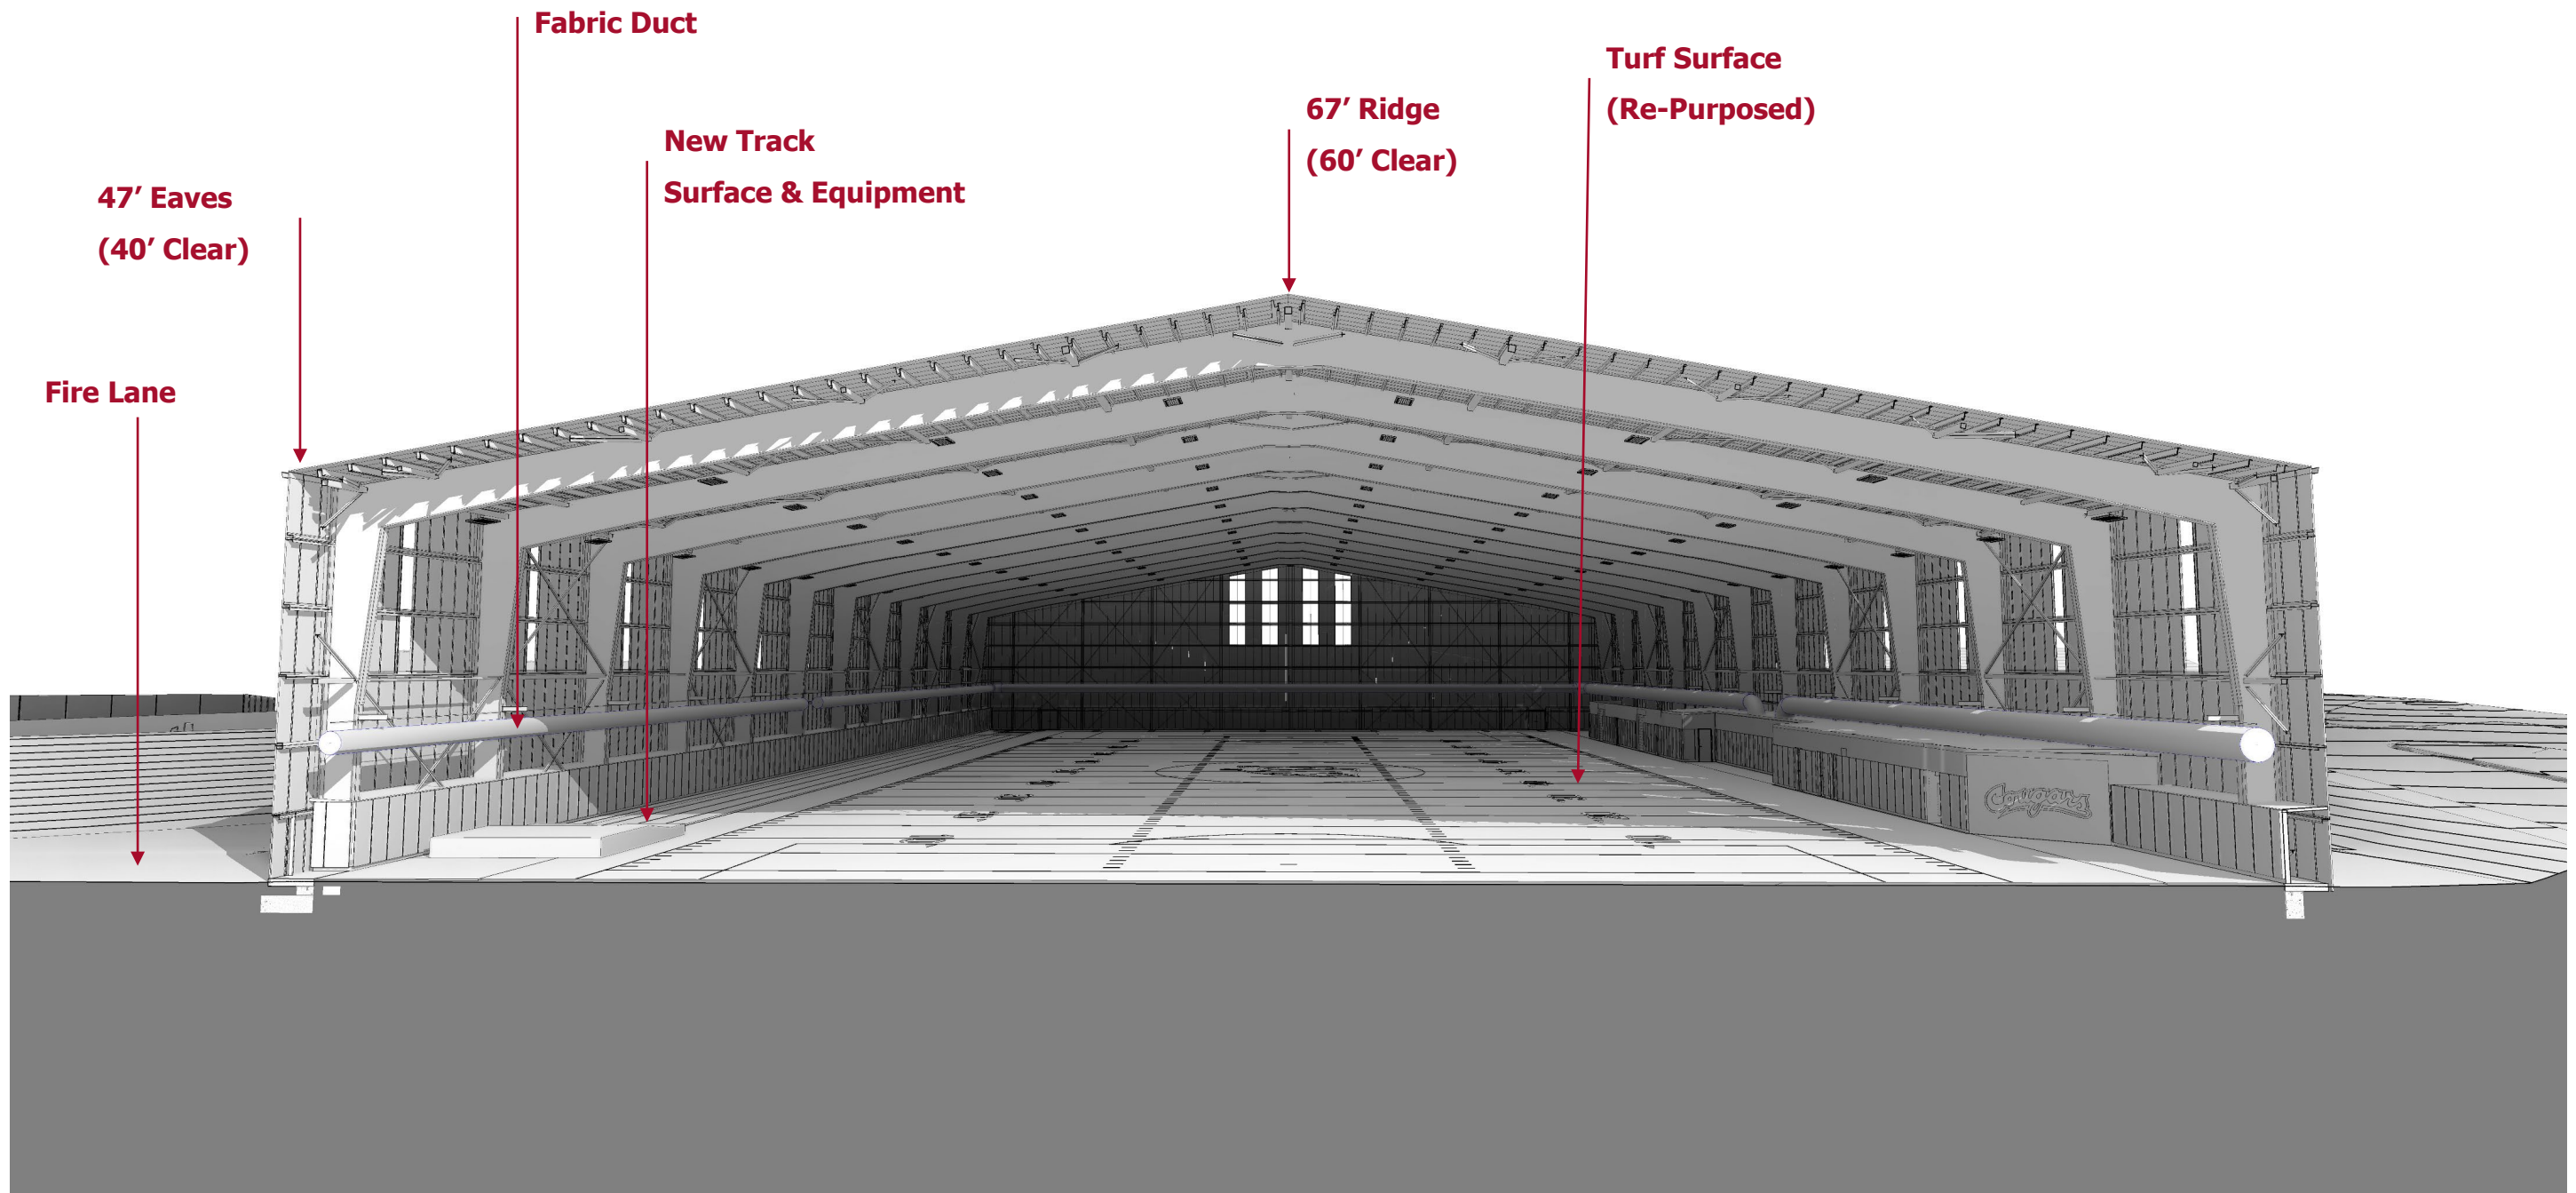 Fabric Duct
Turf Surface
(Re-Purposed)
67’ Ridge
(60’ Clear)
New Track
Surface & Equipment
47’ Eaves
(40’ Clear)
Fire Lane
Cougars